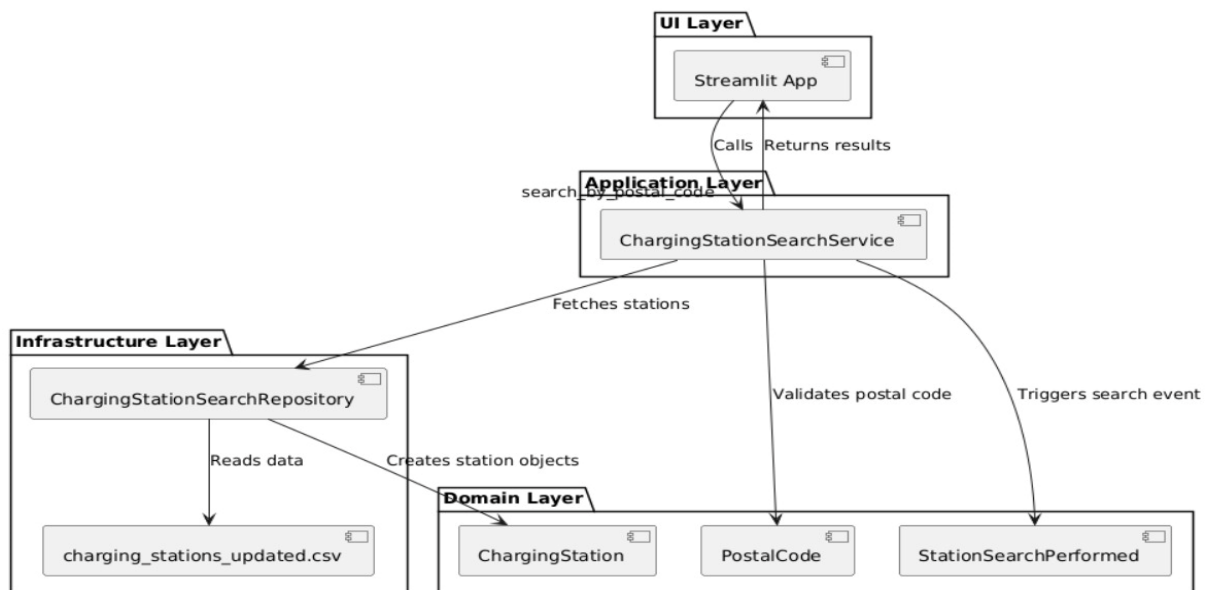 UI Layer
Streamlit App
Calls
Returns results
Application Layer
search_by_postal_code
ChargingStationSearchService
Fetches stations
Infrastructure Layer
ChargingStationSearchRepository
Validates postal code
Triggers search event
Reads data
Creates station objects
Domain Layer
charging_stations_updated.csv
ChargingStation
PostalCode
StationSearchPerformed